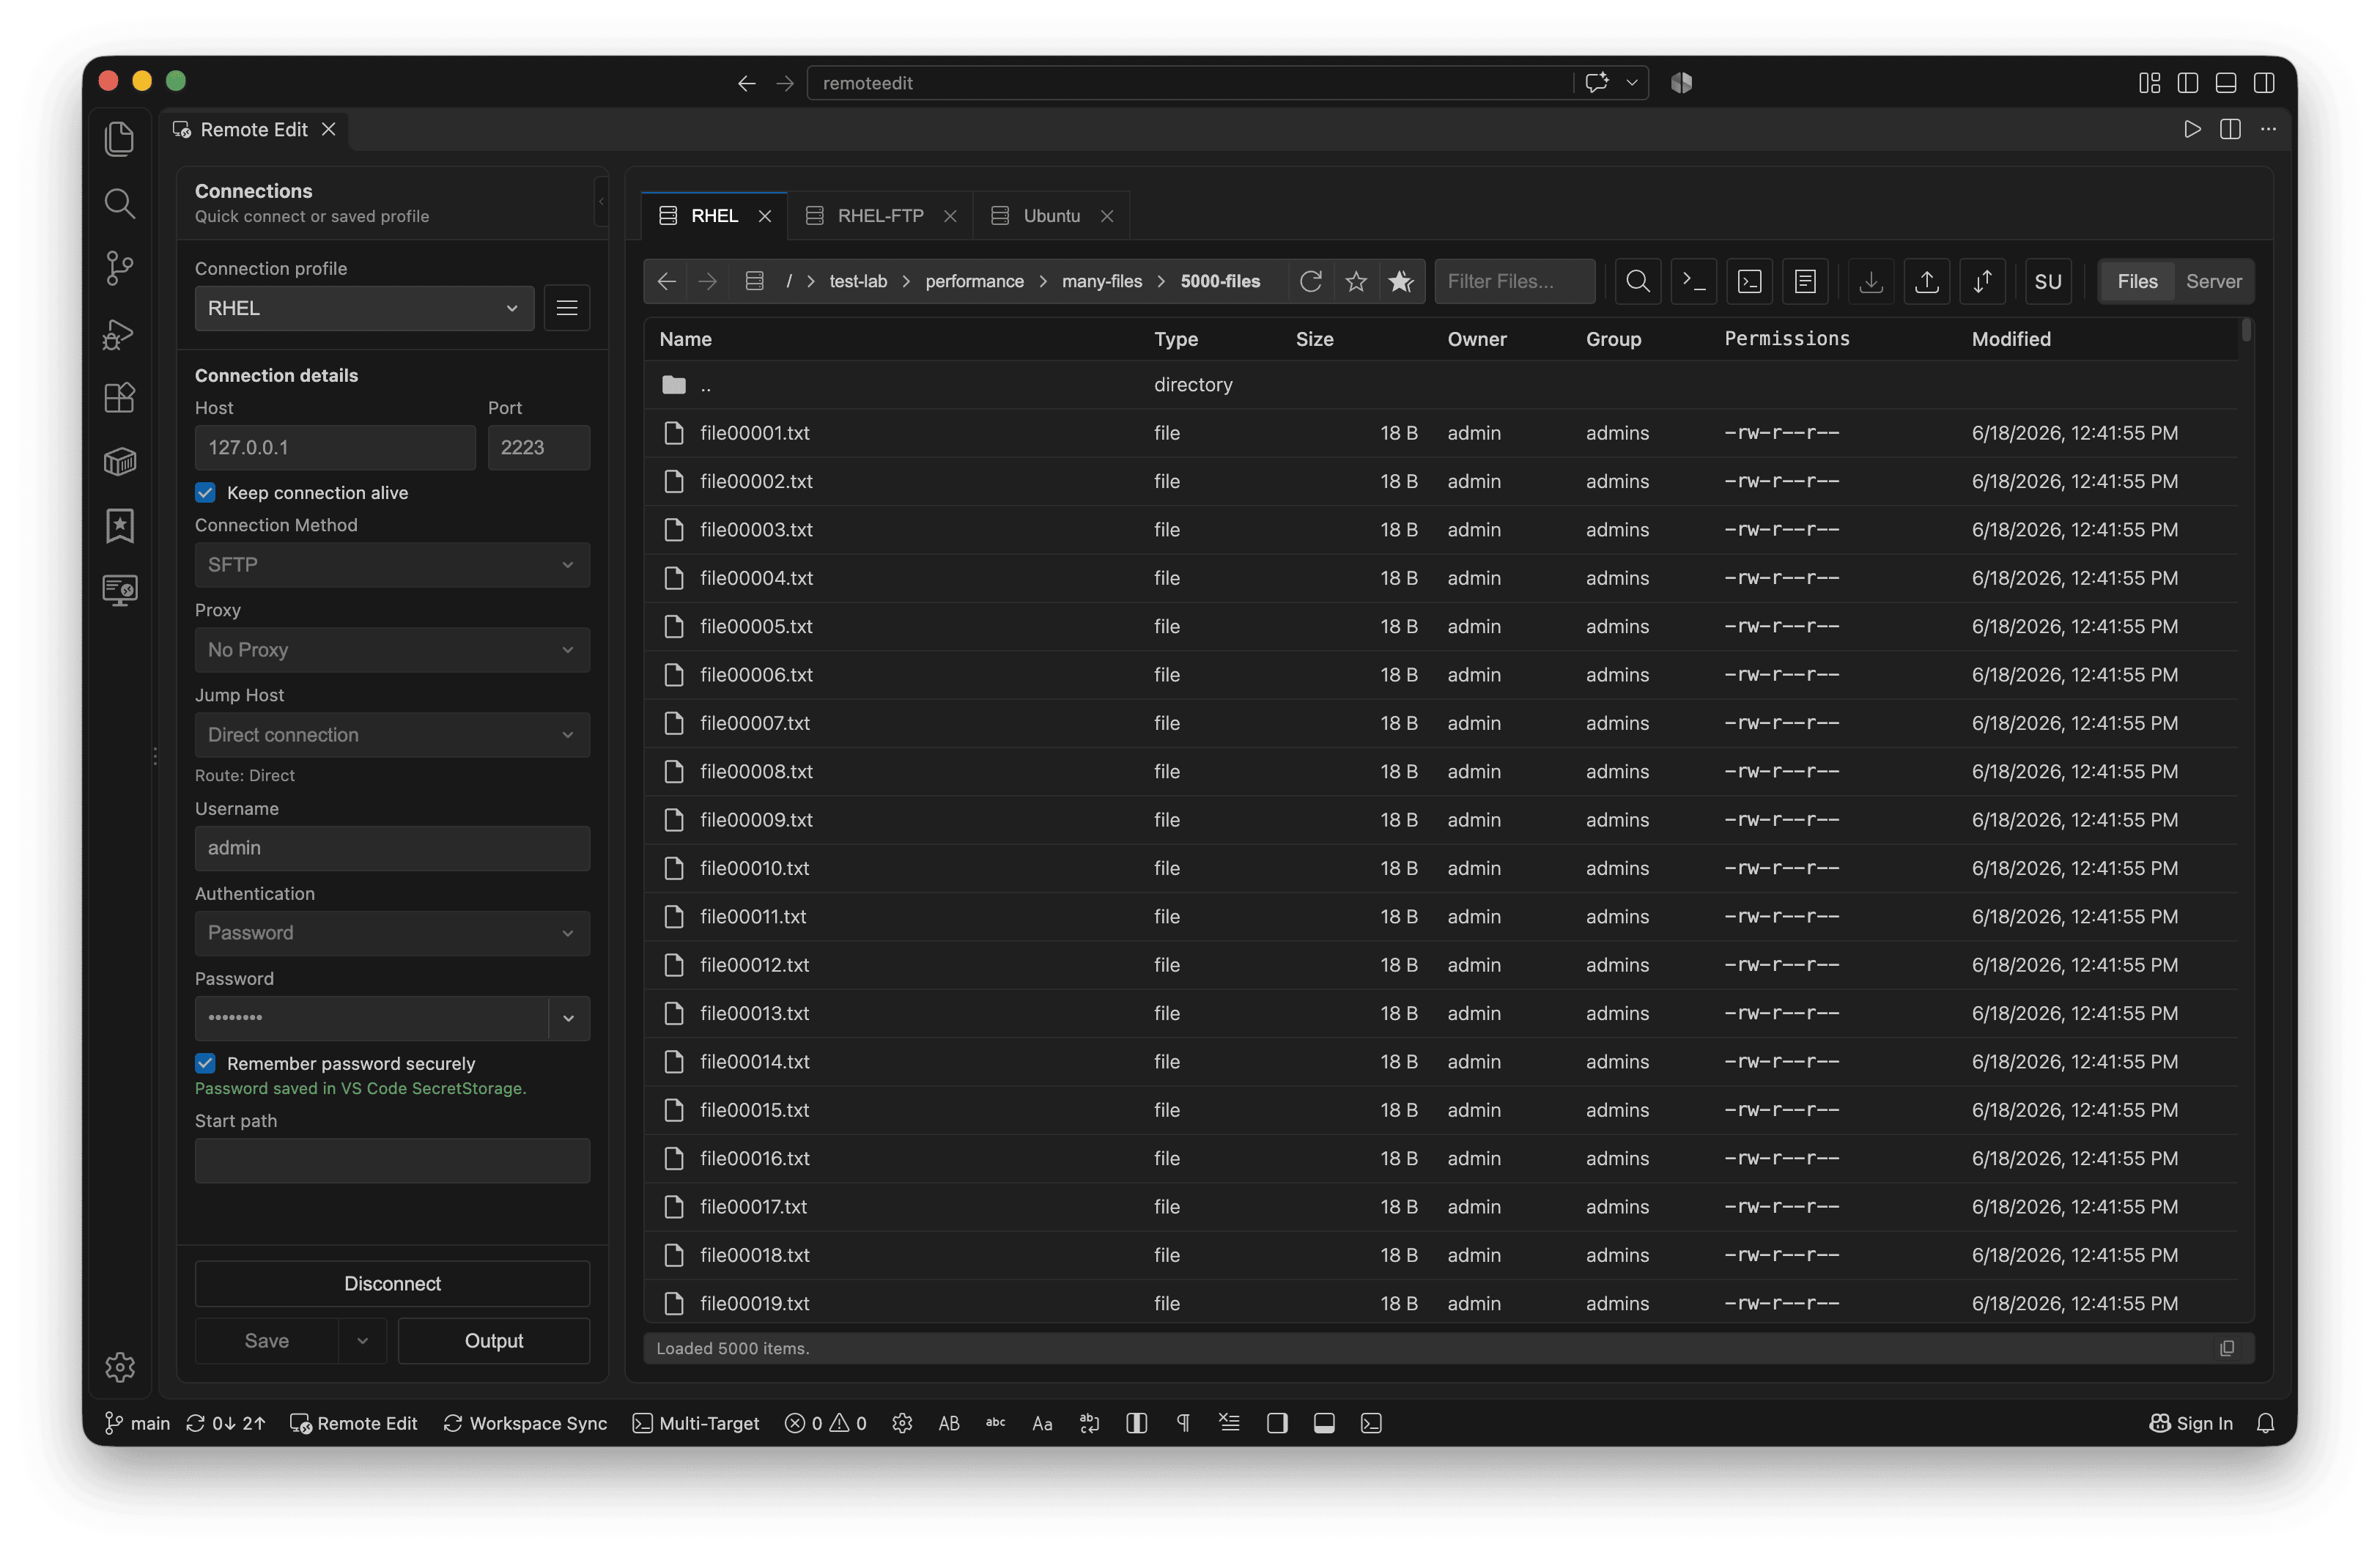 remoteedit
Remote Edit
Connections
Quick connect or saved profile
Connection profile
RHEL
Connection details
Host Port
127.0.0.1 2223
Keep connection alive
Connection Method
SFTP
Proxy
No Proxy
Jump Host
Direct connection
Route: Direct
Username
admin
Authentication
Password
Password
••••••••
Remember password securely
Password saved in VS Code SecretStorage.
Start path
Disconnect
Save Output
RHEL RHEL-FTP Ubuntu
/ > test-lab > performance > many-files > 5000-files Filter Files... SU Files Server
Name Type Size Owner Group Permissions Modified
.. directory
file00001.txt file 18 B admin admins -rw-r--r-- 6/18/2026, 12:41:55 PM
file00002.txt file 18 B admin admins -rw-r--r-- 6/18/2026, 12:41:55 PM
file00003.txt file 18 B admin admins -rw-r--r-- 6/18/2026, 12:41:55 PM
file00004.txt file 18 B admin admins -rw-r--r-- 6/18/2026, 12:41:55 PM
file00005.txt file 18 B admin admins -rw-r--r-- 6/18/2026, 12:41:55 PM
file00006.txt file 18 B admin admins -rw-r--r-- 6/18/2026, 12:41:55 PM
file00007.txt file 18 B admin admins -rw-r--r-- 6/18/2026, 12:41:55 PM
file00008.txt file 18 B admin admins -rw-r--r-- 6/18/2026, 12:41:55 PM
file00009.txt file 18 B admin admins -rw-r--r-- 6/18/2026, 12:41:55 PM
file00010.txt file 18 B admin admins -rw-r--r-- 6/18/2026, 12:41:55 PM
file00011.txt file 18 B admin admins -rw-r--r-- 6/18/2026, 12:41:55 PM
file00012.txt file 18 B admin admins -rw-r--r-- 6/18/2026, 12:41:55 PM
file00013.txt file 18 B admin admins -rw-r--r-- 6/18/2026, 12:41:55 PM
file00014.txt file 18 B admin admins -rw-r--r-- 6/18/2026, 12:41:55 PM
file00015.txt file 18 B admin admins -rw-r--r-- 6/18/2026, 12:41:55 PM
file00016.txt file 18 B admin admins -rw-r--r-- 6/18/2026, 12:41:55 PM
file00017.txt file 18 B admin admins -rw-r--r-- 6/18/2026, 12:41:55 PM
file00018.txt file 18 B admin admins -rw-r--r-- 6/18/2026, 12:41:55 PM
file00019.txt file 18 B admin admins -rw-r--r-- 6/18/2026, 12:41:55 PM
Loaded 5000 items.
main 0↓ 2↑ Remote Edit Workspace Sync Multi-Target 0 0 AB abc Aa ab c ¶ Sign In